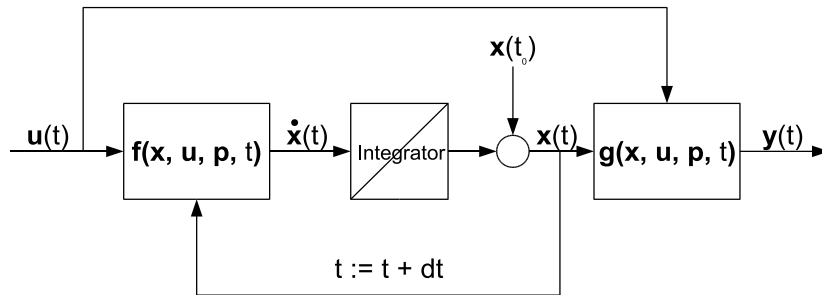 x(t₀)
u(t)
f(x, u, p, t)
ẋ(t)
Integrator
x(t)
g(x, u, p, t)
y(t)
t := t + dt